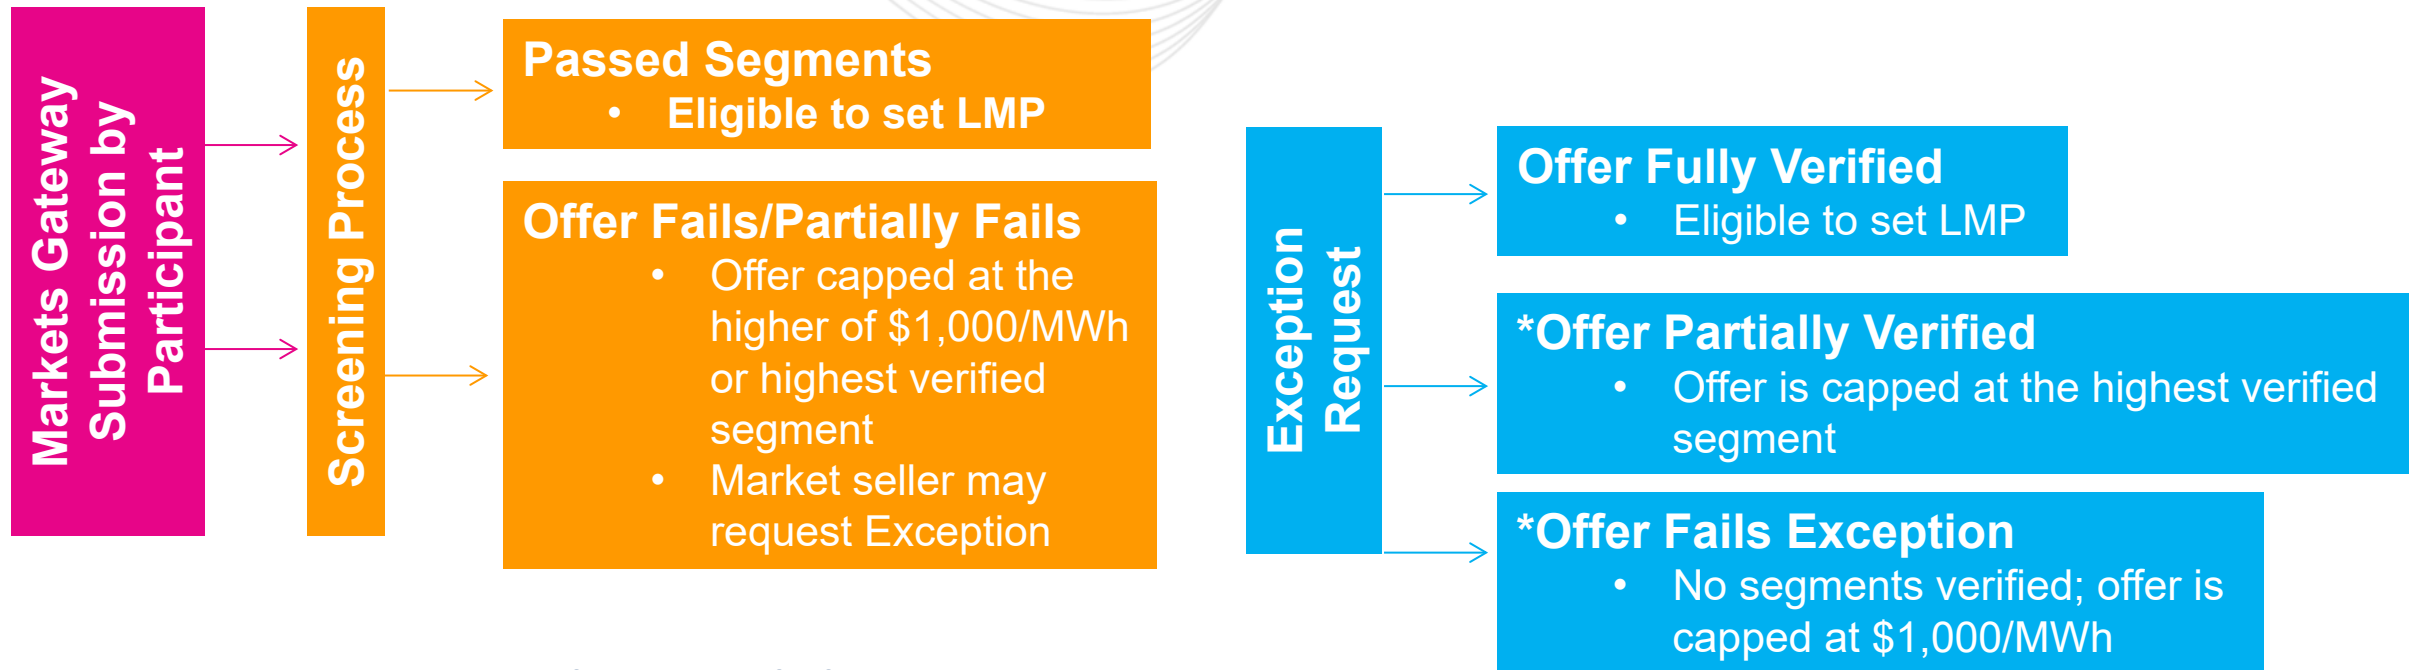 Markets Gateway
Submission by
Participant
Screening Process
Passed Segments
• Eligible to set LMP
Offer Fails/Partially Fails
• Offer capped at the
higher of $1,000/MWh
or highest verified
segment
• Market seller may
request Exception
Exception
Request
Offer Fully Verified
• Eligible to set LMP
*Offer Partially Verified
• Offer is capped at the highest verified
segment
*Offer Fails Exception
• No segments verified; offer is
capped at $1,000/MWh